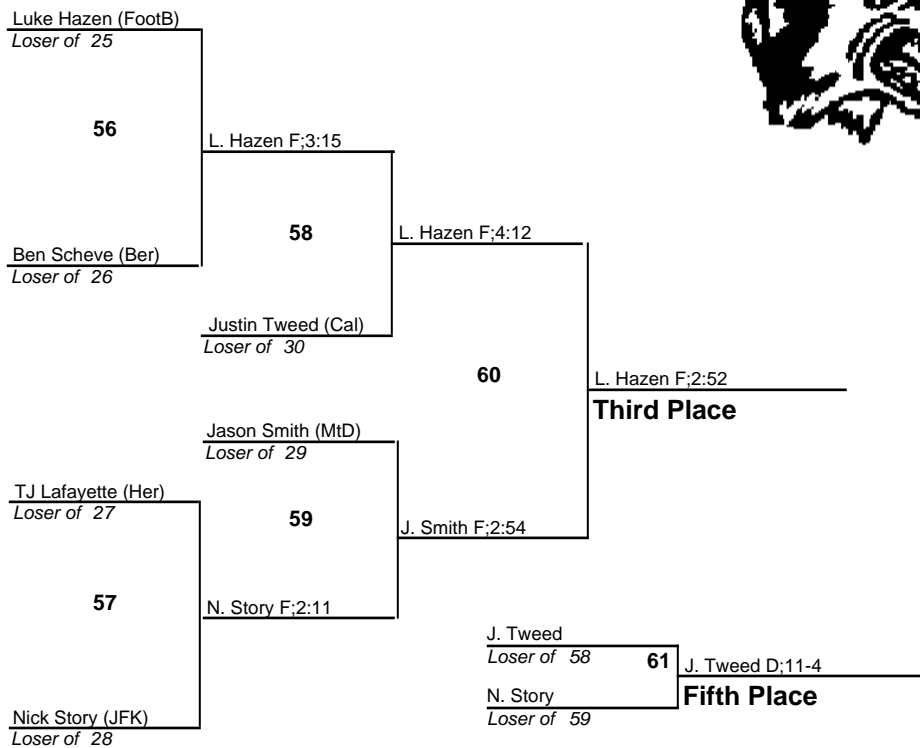 Luke Hazen (FootB)
Loser of 25
56
L. Hazen F;3:15
58
L. Hazen F;4:12
Ben Scheve (Ber)
Loser of 26
Justin Tweed (Cal)
Loser of 30
60
L. Hazen F;2:52
Third Place
Jason Smith (MtD)
Loser of 29
TJ Lafayette (Her)
Loser of 27
59
J. Smith F;2:54
57
N. Story F;2:11
J. Tweed
Loser of 58
61
J. Tweed D;11-4
Fifth Place
N. Story
Loser of 59
Nick Story (JFK)
Loser of 28